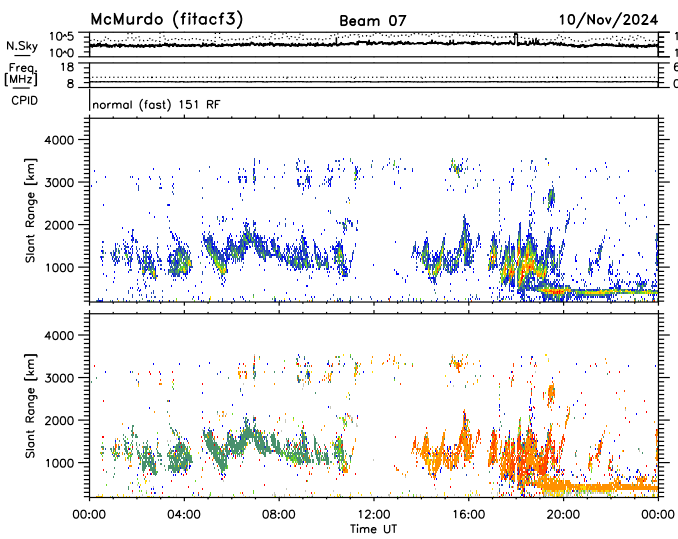 McMurdo (fitacf3) Beam 07 10/Nov/2024
N.Sky 10^5 10^0
Freq. [MHz] 18 8 6 0
CPID normal (fast) 151 RF
Slant Range [km] 4000 3000 2000 1000
Slant Range [km] 4000 3000 2000 1000
00:00 04:00 08:00 12:00 16:00 20:00 00:00
Time UT